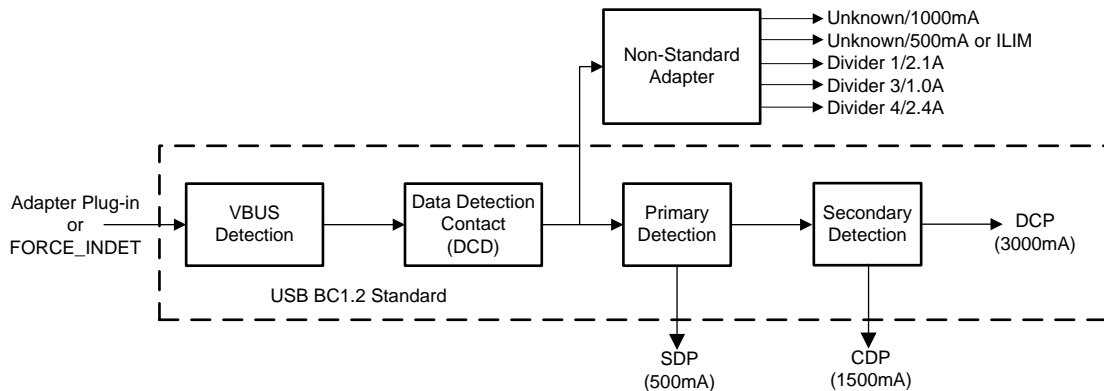 Unknown/1000mA
Unknown/500mA or ILIM
Divider 1/2.1A
Divider 3/1.0A
Divider 4/2.4A
Non-Standard
Adapter
Adapter Plug-in
or
FORCE_INDET
VBUS
Detection
Data Detection
Contact
(DCD)
Primary
Detection
Secondary
Detection
DCP
(3000mA)
USB BC1.2 Standard
SDP
(500mA)
CDP
(1500mA)